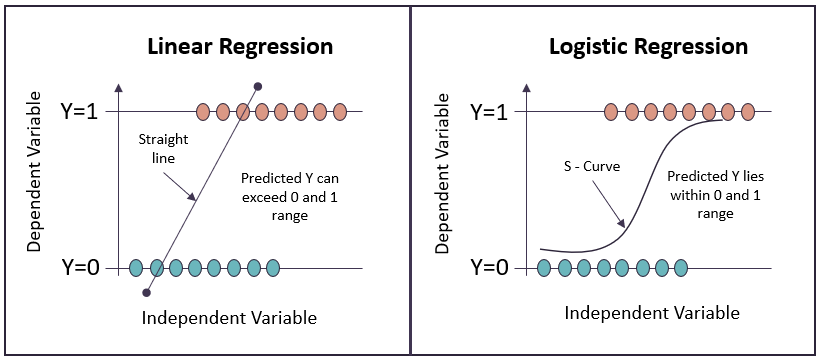 Linear Regression
Dependent Variable
Y=1
Straight
line
Predicted Y can
exceed 0 and 1
range
Y=0
Independent Variable
Logistic Regression
Dependent Variable
Y=1
S - Curve
Predicted Y lies
within 0 and 1
range
Y=0
Independent Variable